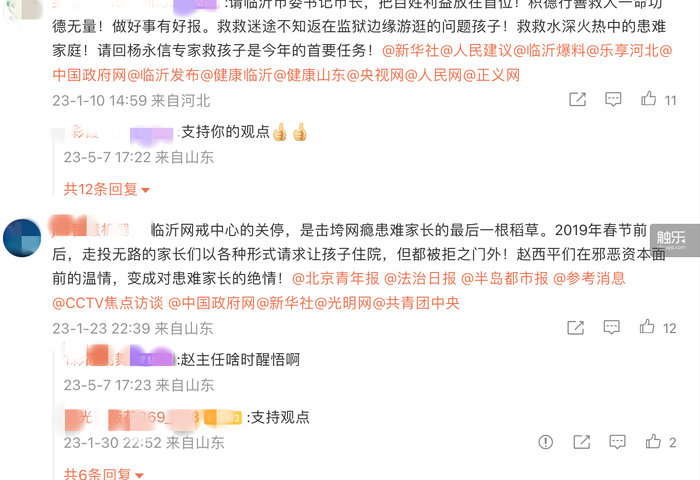 :请临沂市委书记市长，把百姓利益放在首位！积德行善救人一命功
德无量！做好事有好报。救救迷途不知返在监狱边缘游逛的问题孩子！救救水深火热中的患难
家庭！请回杨永信专家救孩子是今年的首要任务！@新华社@人民建议@临沂爆料@乐享河北@
中国政府网@临沂发布@健康临沂@健康山东@央视网@人民网@正义网
23-1-10 14:59 来自河北
11
:支持你的观点👍👍
23-5-7 17:22 来自山东
共12条回复
临沂网戒中心的关停，是击垮网瘾患难家长的最后一根稻草。2019年春节前
后，走投无路的家长们以各种形式请求让孩子住院，但都被拒之门外！赵西平们在邪恶资本面
前的温情，变成对患难家长的绝情！@北京青年报 @法治日报 @半岛都市报 @参考消息
@CCTV焦点访谈 @中国政府网@新华社@光明网@共青团中央
触乐
23-1-23 22:39 来自山东
12
:赵主任啥时醒悟啊
23-5-7 17:23 来自山东
:支持观点
23-1-30 22:52 来自山东
2
共6条回复